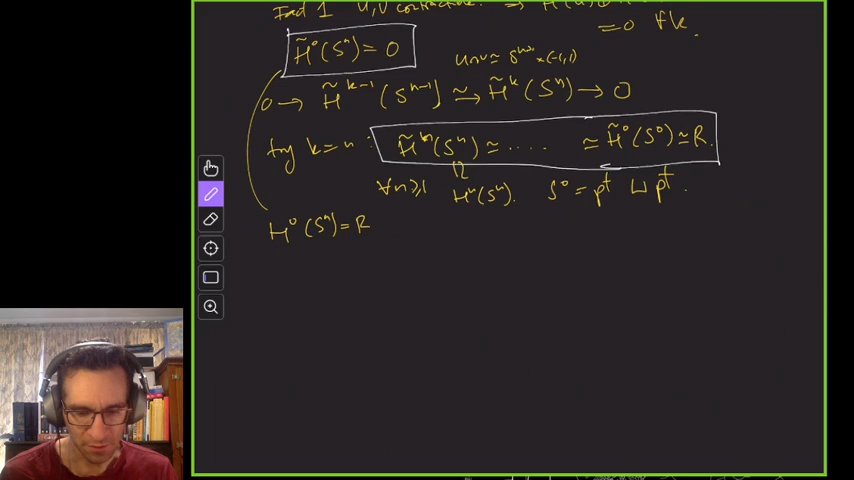 Fact 1 U, V contractible ⇒
= 0 ∀k.
H̃⁰(Sⁿ) = 0
U∩V ≃ Sⁿ⁻¹ × (-1,1)
0 → H̃ᵏ⁻¹(Sⁿ⁻¹) ≃→ H̃ᵏ(Sⁿ) → 0
try k=n : H̃ⁿ(Sⁿ) ≃ .... ≃ H̃⁰(S⁰) ≃ R.
∀n≥1 Hⁿ(Sⁿ). S⁰ = pt ⊔ pt.
H⁰(Sⁿ) = R